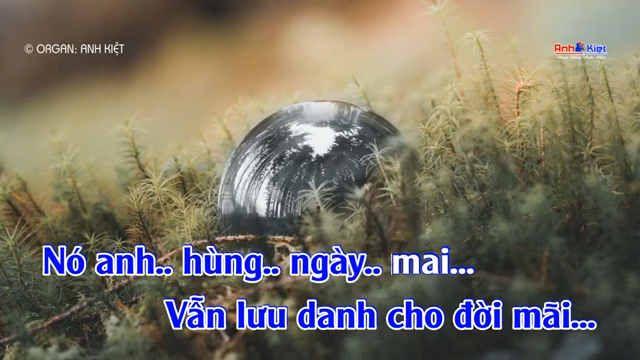 © ORGAN: ANH KIỆT
Anh Kiệt
Nó anh.. hùng.. ngày.. mai...
Vẫn lưu danh cho đời mãi...